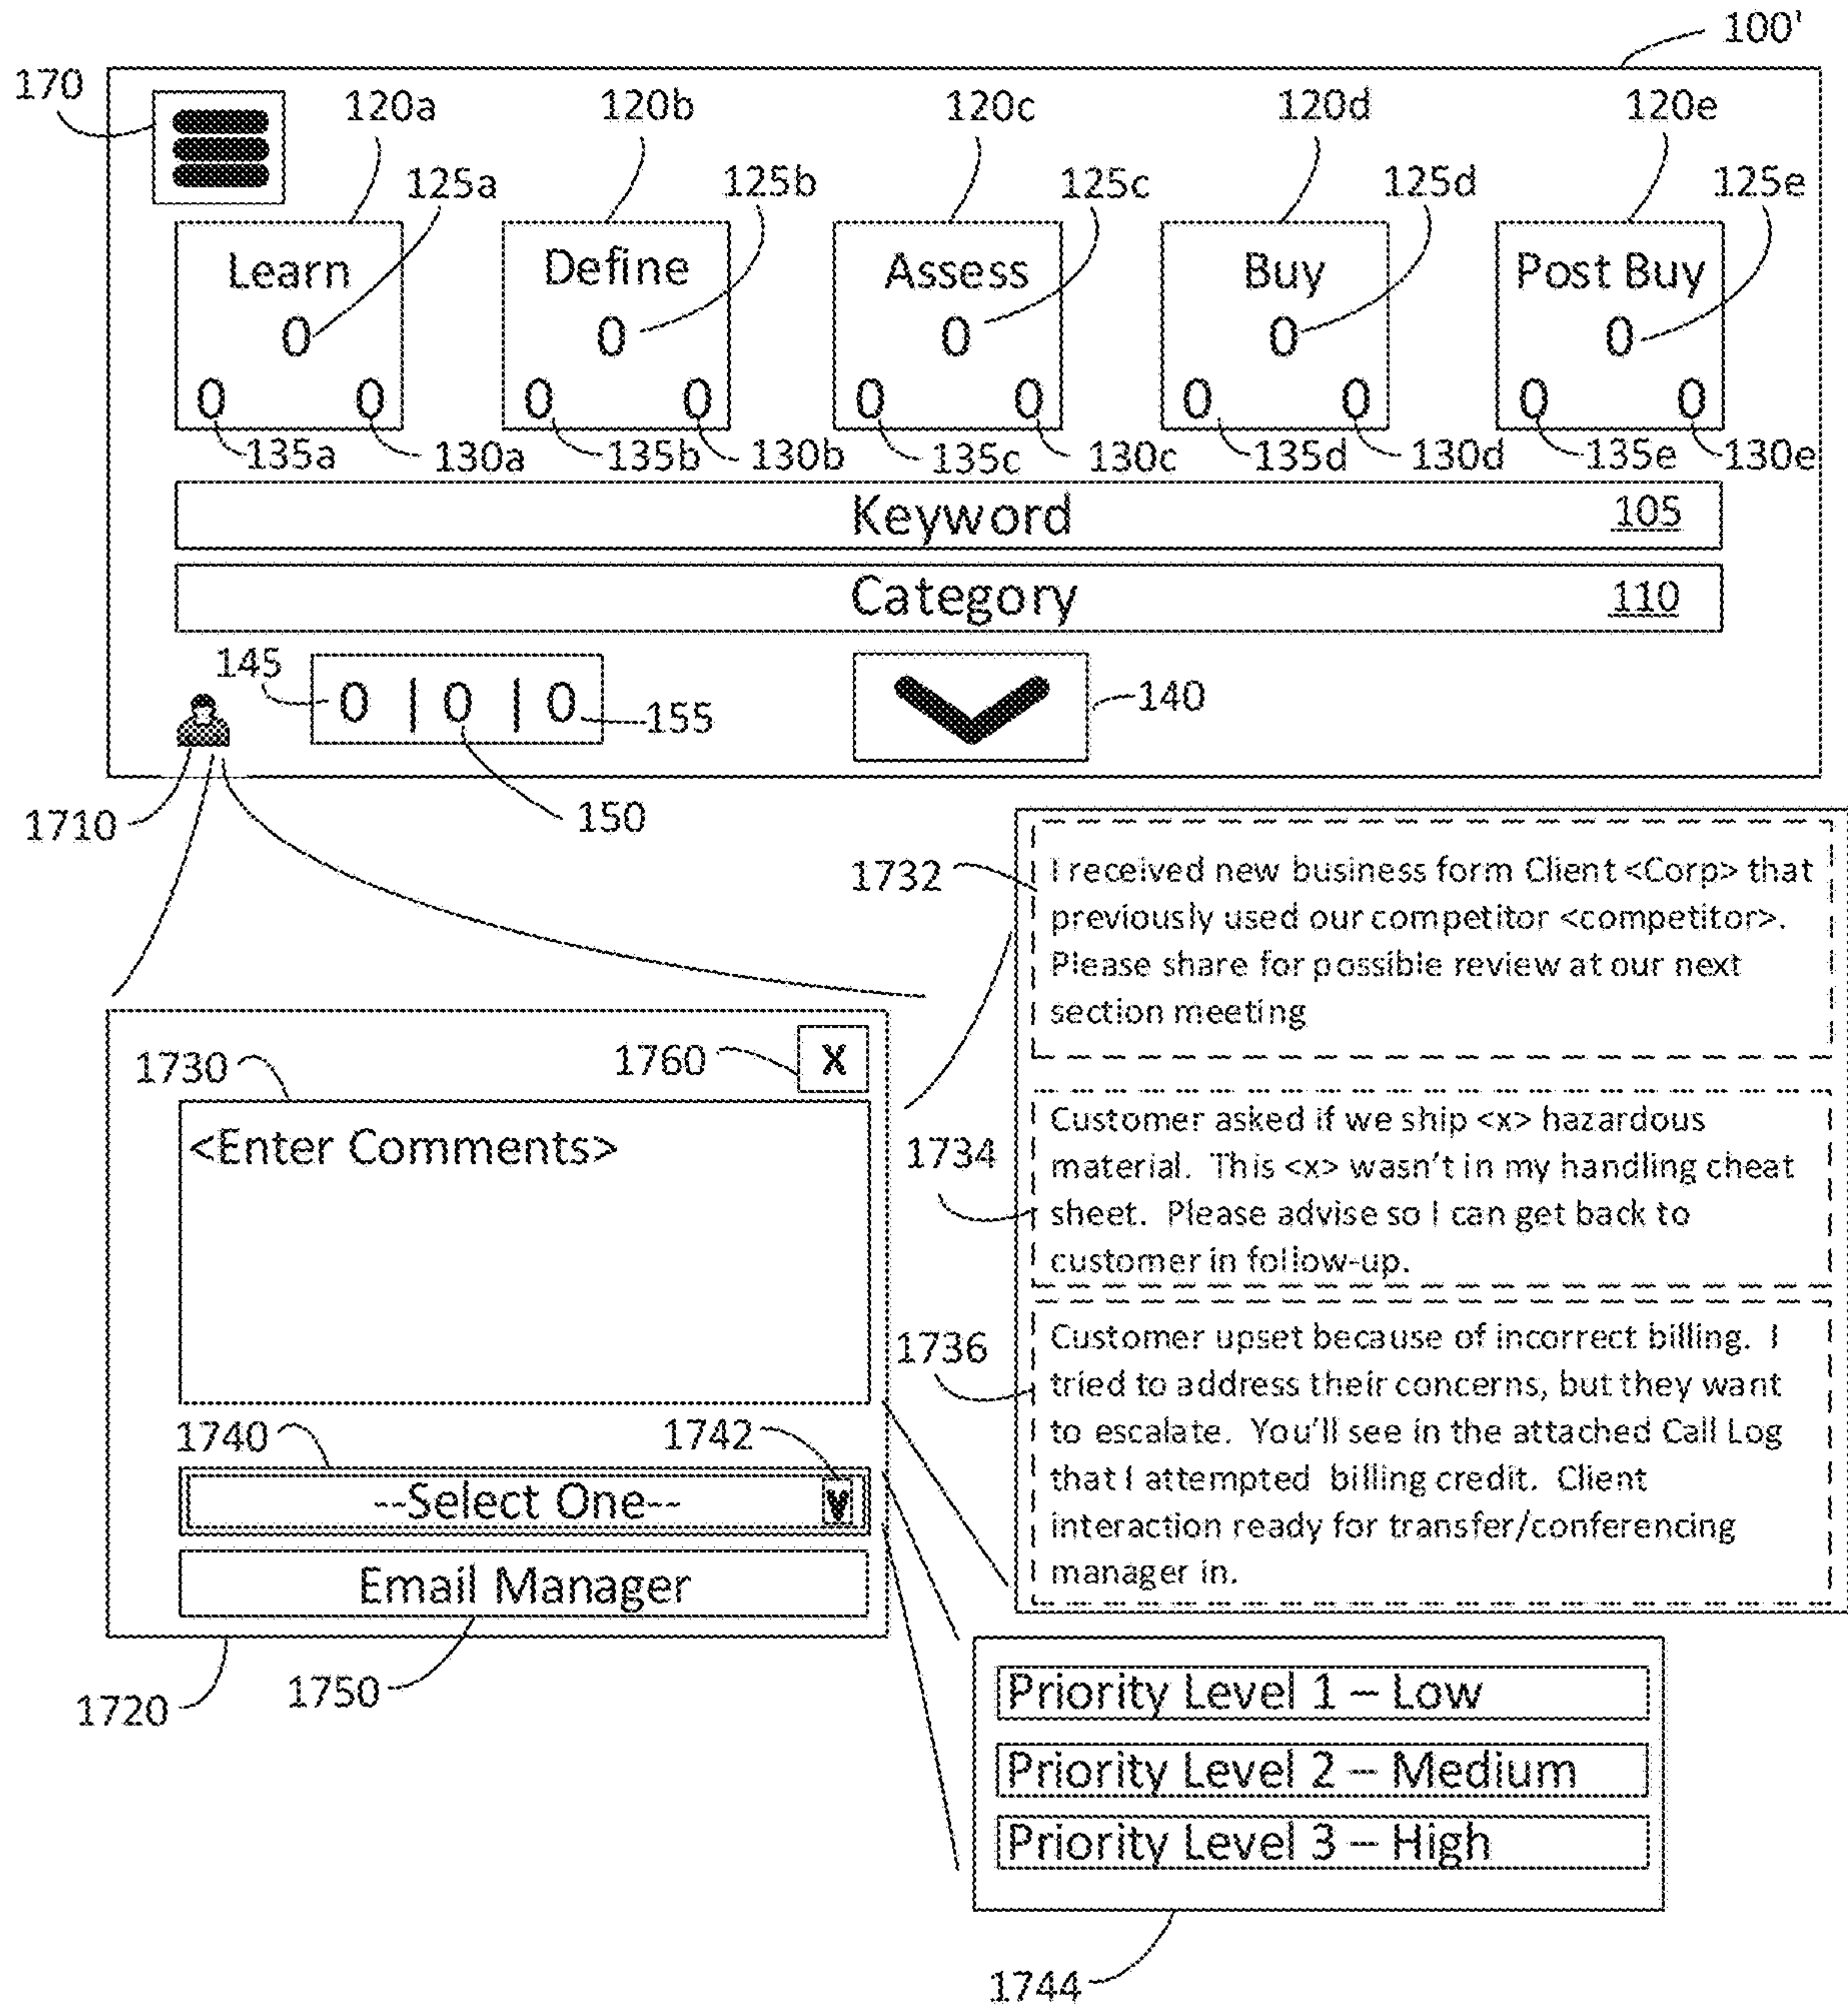 100'
170
120a
120b
120c
120d
120e
125a
125b
125c
125d
125e
Learn
Define
Assess
Buy
Post Buy
0
0
0
0
0
0 0
0 0
0 0
0 0
0 0
135a
130a
135b
130b
135c
130c
135d
130d
135e
130e
Keyword 105
Category 110
145
0 | 0 | 0
155
140
1710
150
1732
I received new business form Client <Corp> that
previously used our competitor <competitor>.
Please share for possible review at our next
section meeting
1730
1760
X
<Enter Comments>
1734
Customer asked if we ship <x> hazardous
material. This <x> wasn't in my handling cheat
sheet. Please advise so I can get back to
customer in follow-up.
1736
Customer upset because of incorrect billing. I
tried to address their concerns, but they want
to escalate. You'll see in the attached Call Log
that I attempted billing credit. Client
interaction ready for transfer/conferencing
manager in.
1740
1742
--Select One--
Email Manager
1720
1750
Priority Level 1 – Low
Priority Level 2 – Medium
Priority Level 3 – High
1744